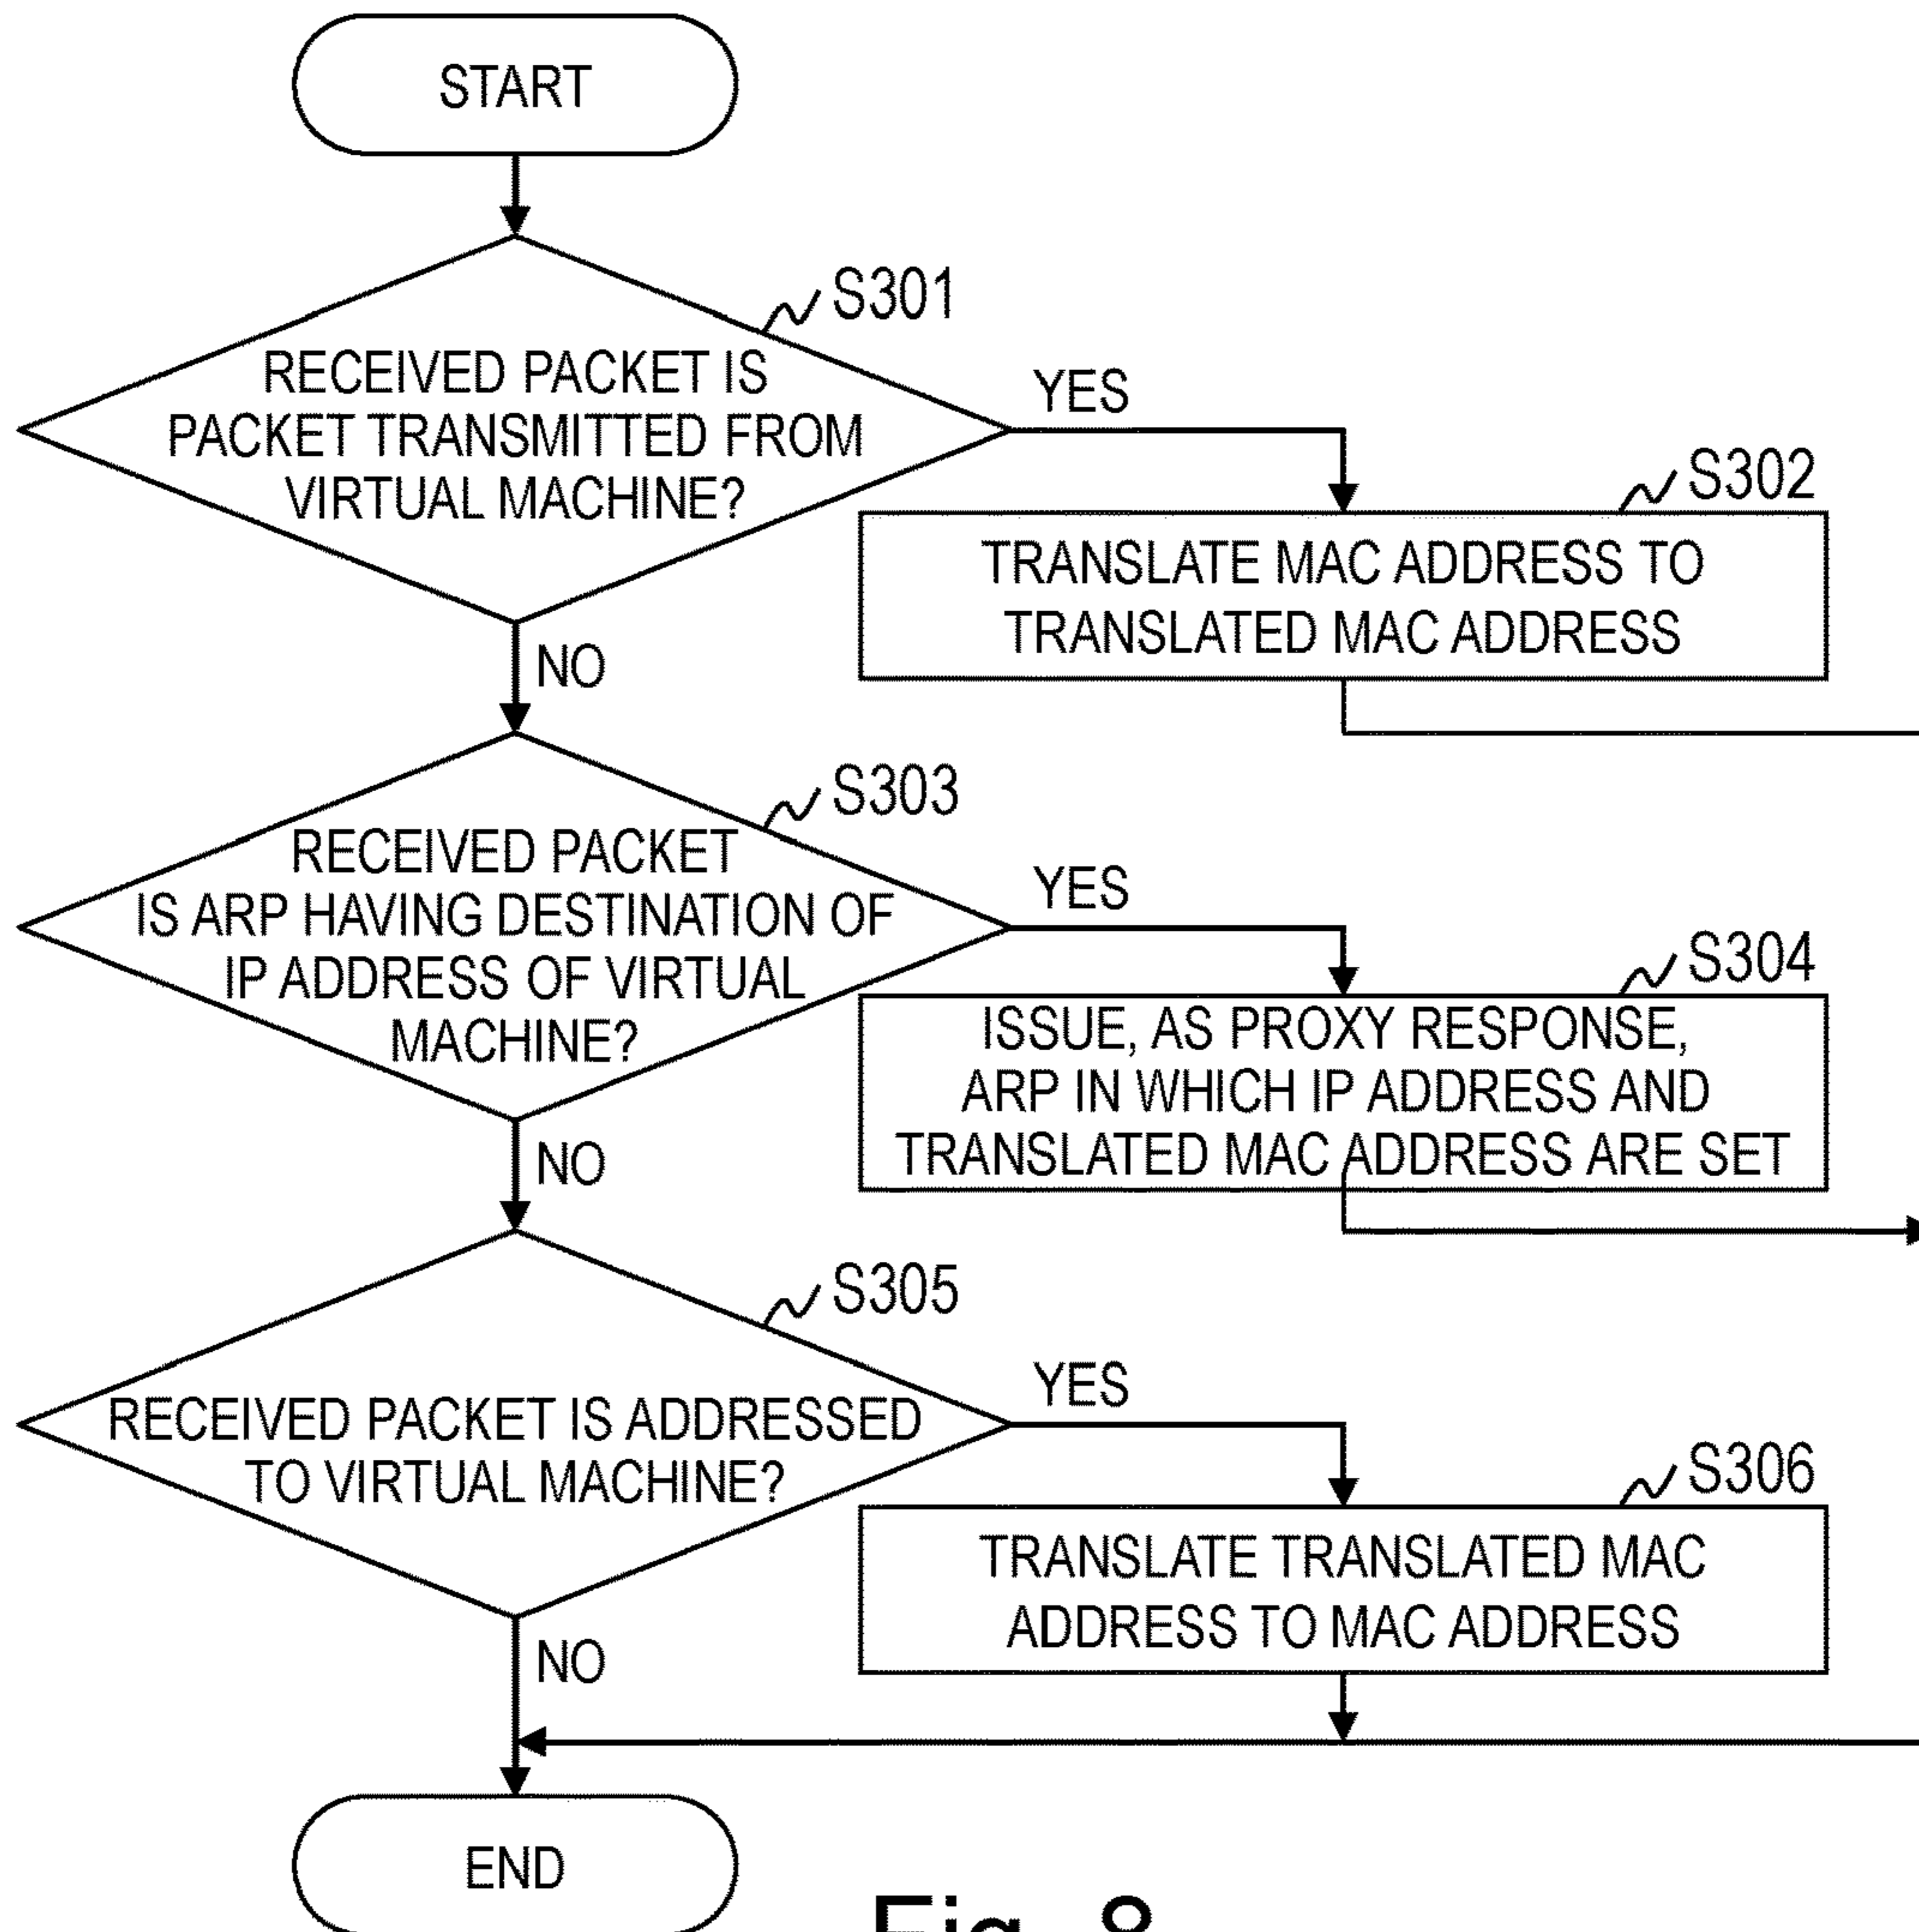 START
S301
RECEIVED PACKET IS
PACKET TRANSMITTED FROM
VIRTUAL MACHINE?
YES
NO
S302
TRANSLATE MAC ADDRESS TO
TRANSLATED MAC ADDRESS
S303
RECEIVED PACKET
IS ARP HAVING DESTINATION OF
IP ADDRESS OF VIRTUAL
MACHINE?
YES
NO
S304
ISSUE, AS PROXY RESPONSE,
ARP IN WHICH IP ADDRESS AND
TRANSLATED MAC ADDRESS ARE SET
S305
RECEIVED PACKET IS ADDRESSED
TO VIRTUAL MACHINE?
YES
NO
S306
TRANSLATE TRANSLATED MAC
ADDRESS TO MAC ADDRESS
END
Fig. 8